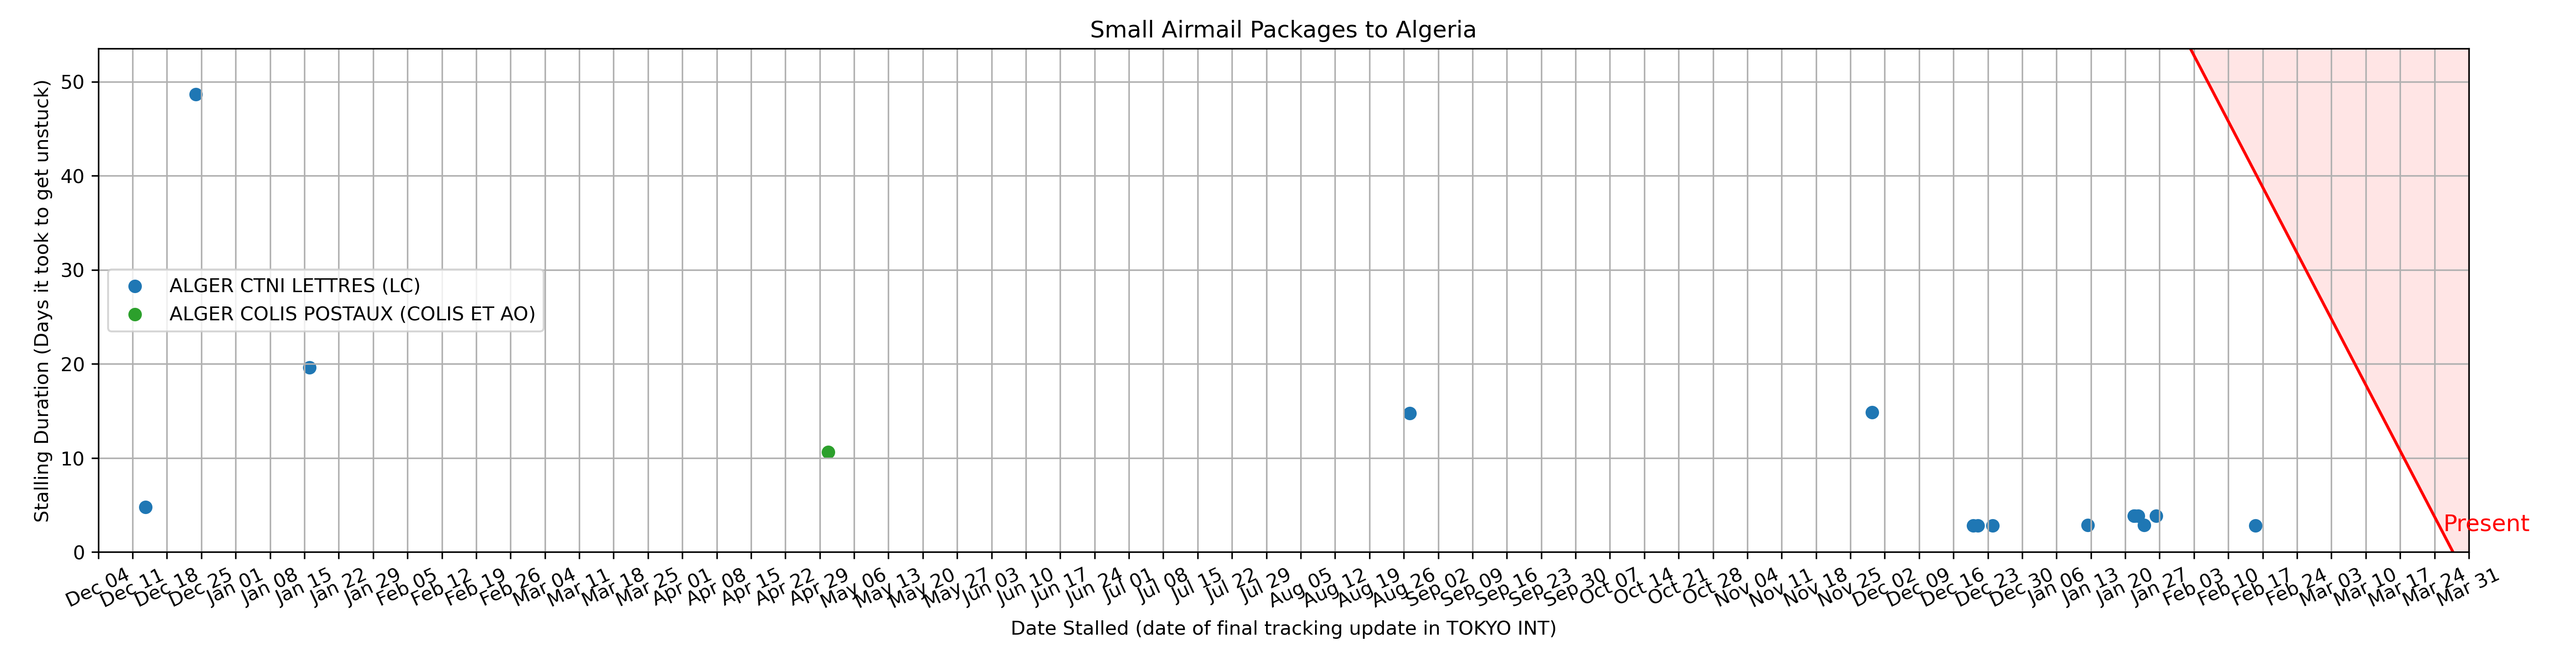 Small Airmail Packages to Algeria
Stalling Duration (Days it took to get unstuck)
50
40
30
20
10
0
ALGER CTNI LETTRES (LC)
ALGER COLIS POSTAUX (COLIS ET AO)
Present
Dec 04
Dec 11
Dec 18
Dec 25
Jan 01
Jan 08
Jan 15
Jan 22
Jan 29
Feb 05
Feb 12
Feb 19
Feb 26
Mar 04
Mar 11
Mar 18
Mar 25
Apr 01
Apr 08
Apr 15
Apr 22
Apr 29
May 06
May 13
May 20
May 27
Jun 03
Jun 10
Jun 17
Jun 24
Jul 01
Jul 08
Jul 15
Jul 22
Jul 29
Aug 05
Aug 12
Aug 19
Aug 26
Sep 02
Sep 09
Sep 16
Sep 23
Sep 30
Oct 07
Oct 14
Oct 21
Oct 28
Nov 04
Nov 11
Nov 18
Nov 25
Dec 02
Dec 09
Dec 16
Dec 23
Dec 30
Jan 06
Jan 13
Jan 20
Jan 27
Feb 03
Feb 10
Feb 17
Feb 24
Mar 03
Mar 10
Mar 17
Mar 24
Mar 31
Date Stalled (date of final tracking update in TOKYO INT)